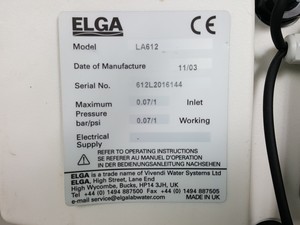 ELGA CE
Model LA612
Date of Manufacture 11/03
Serial No. 612L2016144
Maximum 0.07/1 Inlet
Pressure
bar/psi 0.07/1 Working
Electrical
Supply
REFER TO OPERATING INSTRUCTIONS
SE REFERER AU MANUEL D'OPERATION
IN DER BEDIENUNGSANLEITUNG NACHSEHEN
ELGA is a trade name of Vivendi Water Systems Ltd
ELGA, High Street, Lane End
High Wycombe, Bucks, HP14 3JH, UK
Tel +44 (0) 1494 887500 Fax +44 (0) 1494 887505
e-mail service@elgalabwater.com MADE IN UK